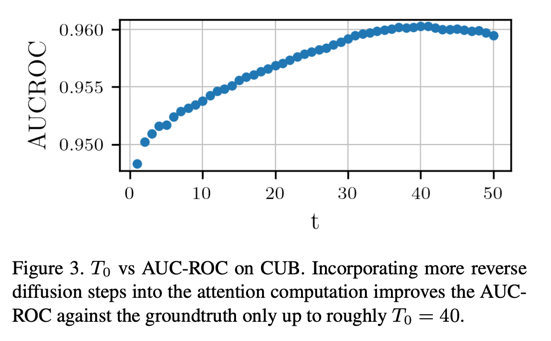 0.960
0.955
0.950
AUCROC
0 10 20 30 40 50
t
Figure 3. T₀ vs AUC-ROC on CUB. Incorporating more reverse
diffusion steps into the attention computation improves the AUC-
ROC against the groundtruth only up to roughly T₀ = 40.